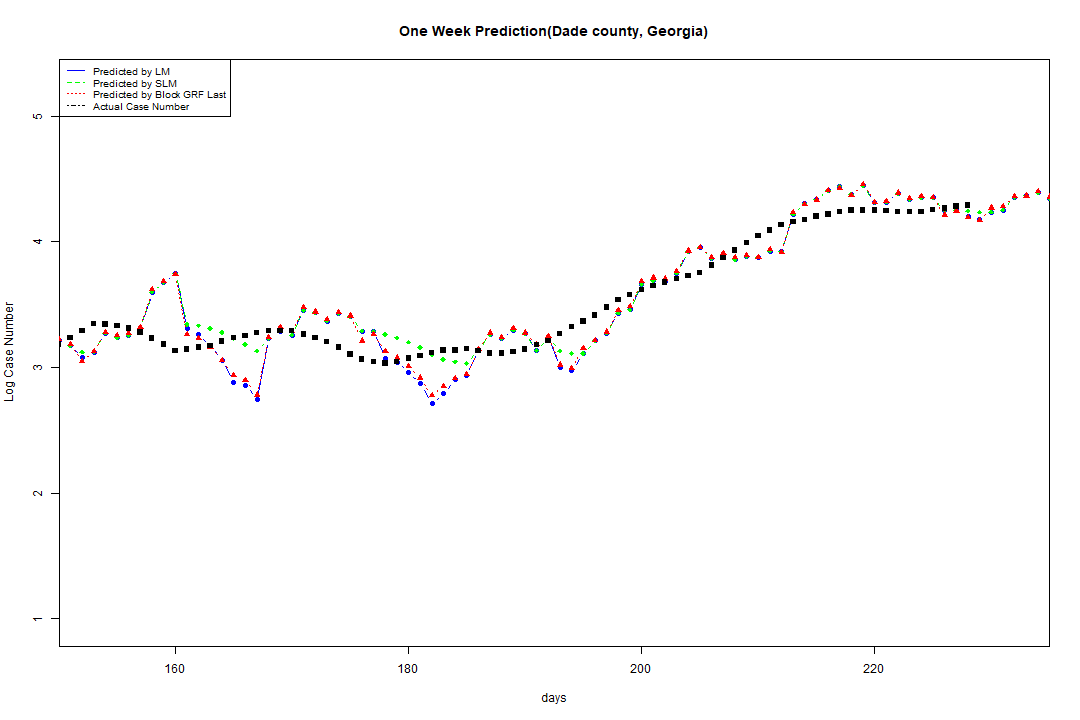 One Week Prediction(Dade county, Georgia)
Predicted by LM
Predicted by SLM
Predicted by Block GRF Last
Actual Case Number
5
4
3
2
1
Log Case Number
160 180 200 220
days